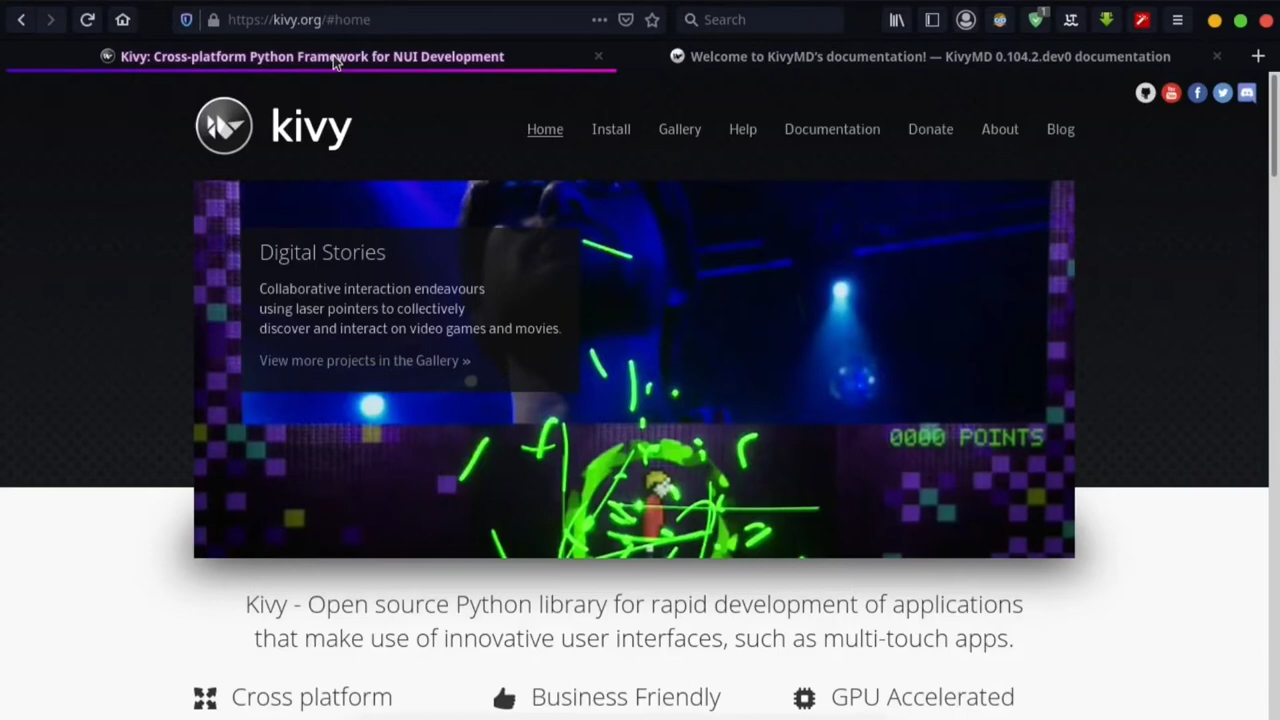 https://kivy.org/#home
Search
1
Kivy: Cross-platform Python Framework for NUI Development
Welcome to KivyMD's documentation! — KivyMD 0.104.2.dev0 documentation
kivy
Home
Install
Gallery
Help
Documentation
Donate
About
Blog
Digital Stories
Collaborative interaction endeavours
using laser pointers to collectively
discover and interact on video games and movies.
View more projects in the Gallery »
0000 POINTS
Kivy - Open source Python library for rapid development of applications
that make use of innovative user interfaces, such as multi-touch apps.
Cross platform
Business Friendly
GPU Accelerated